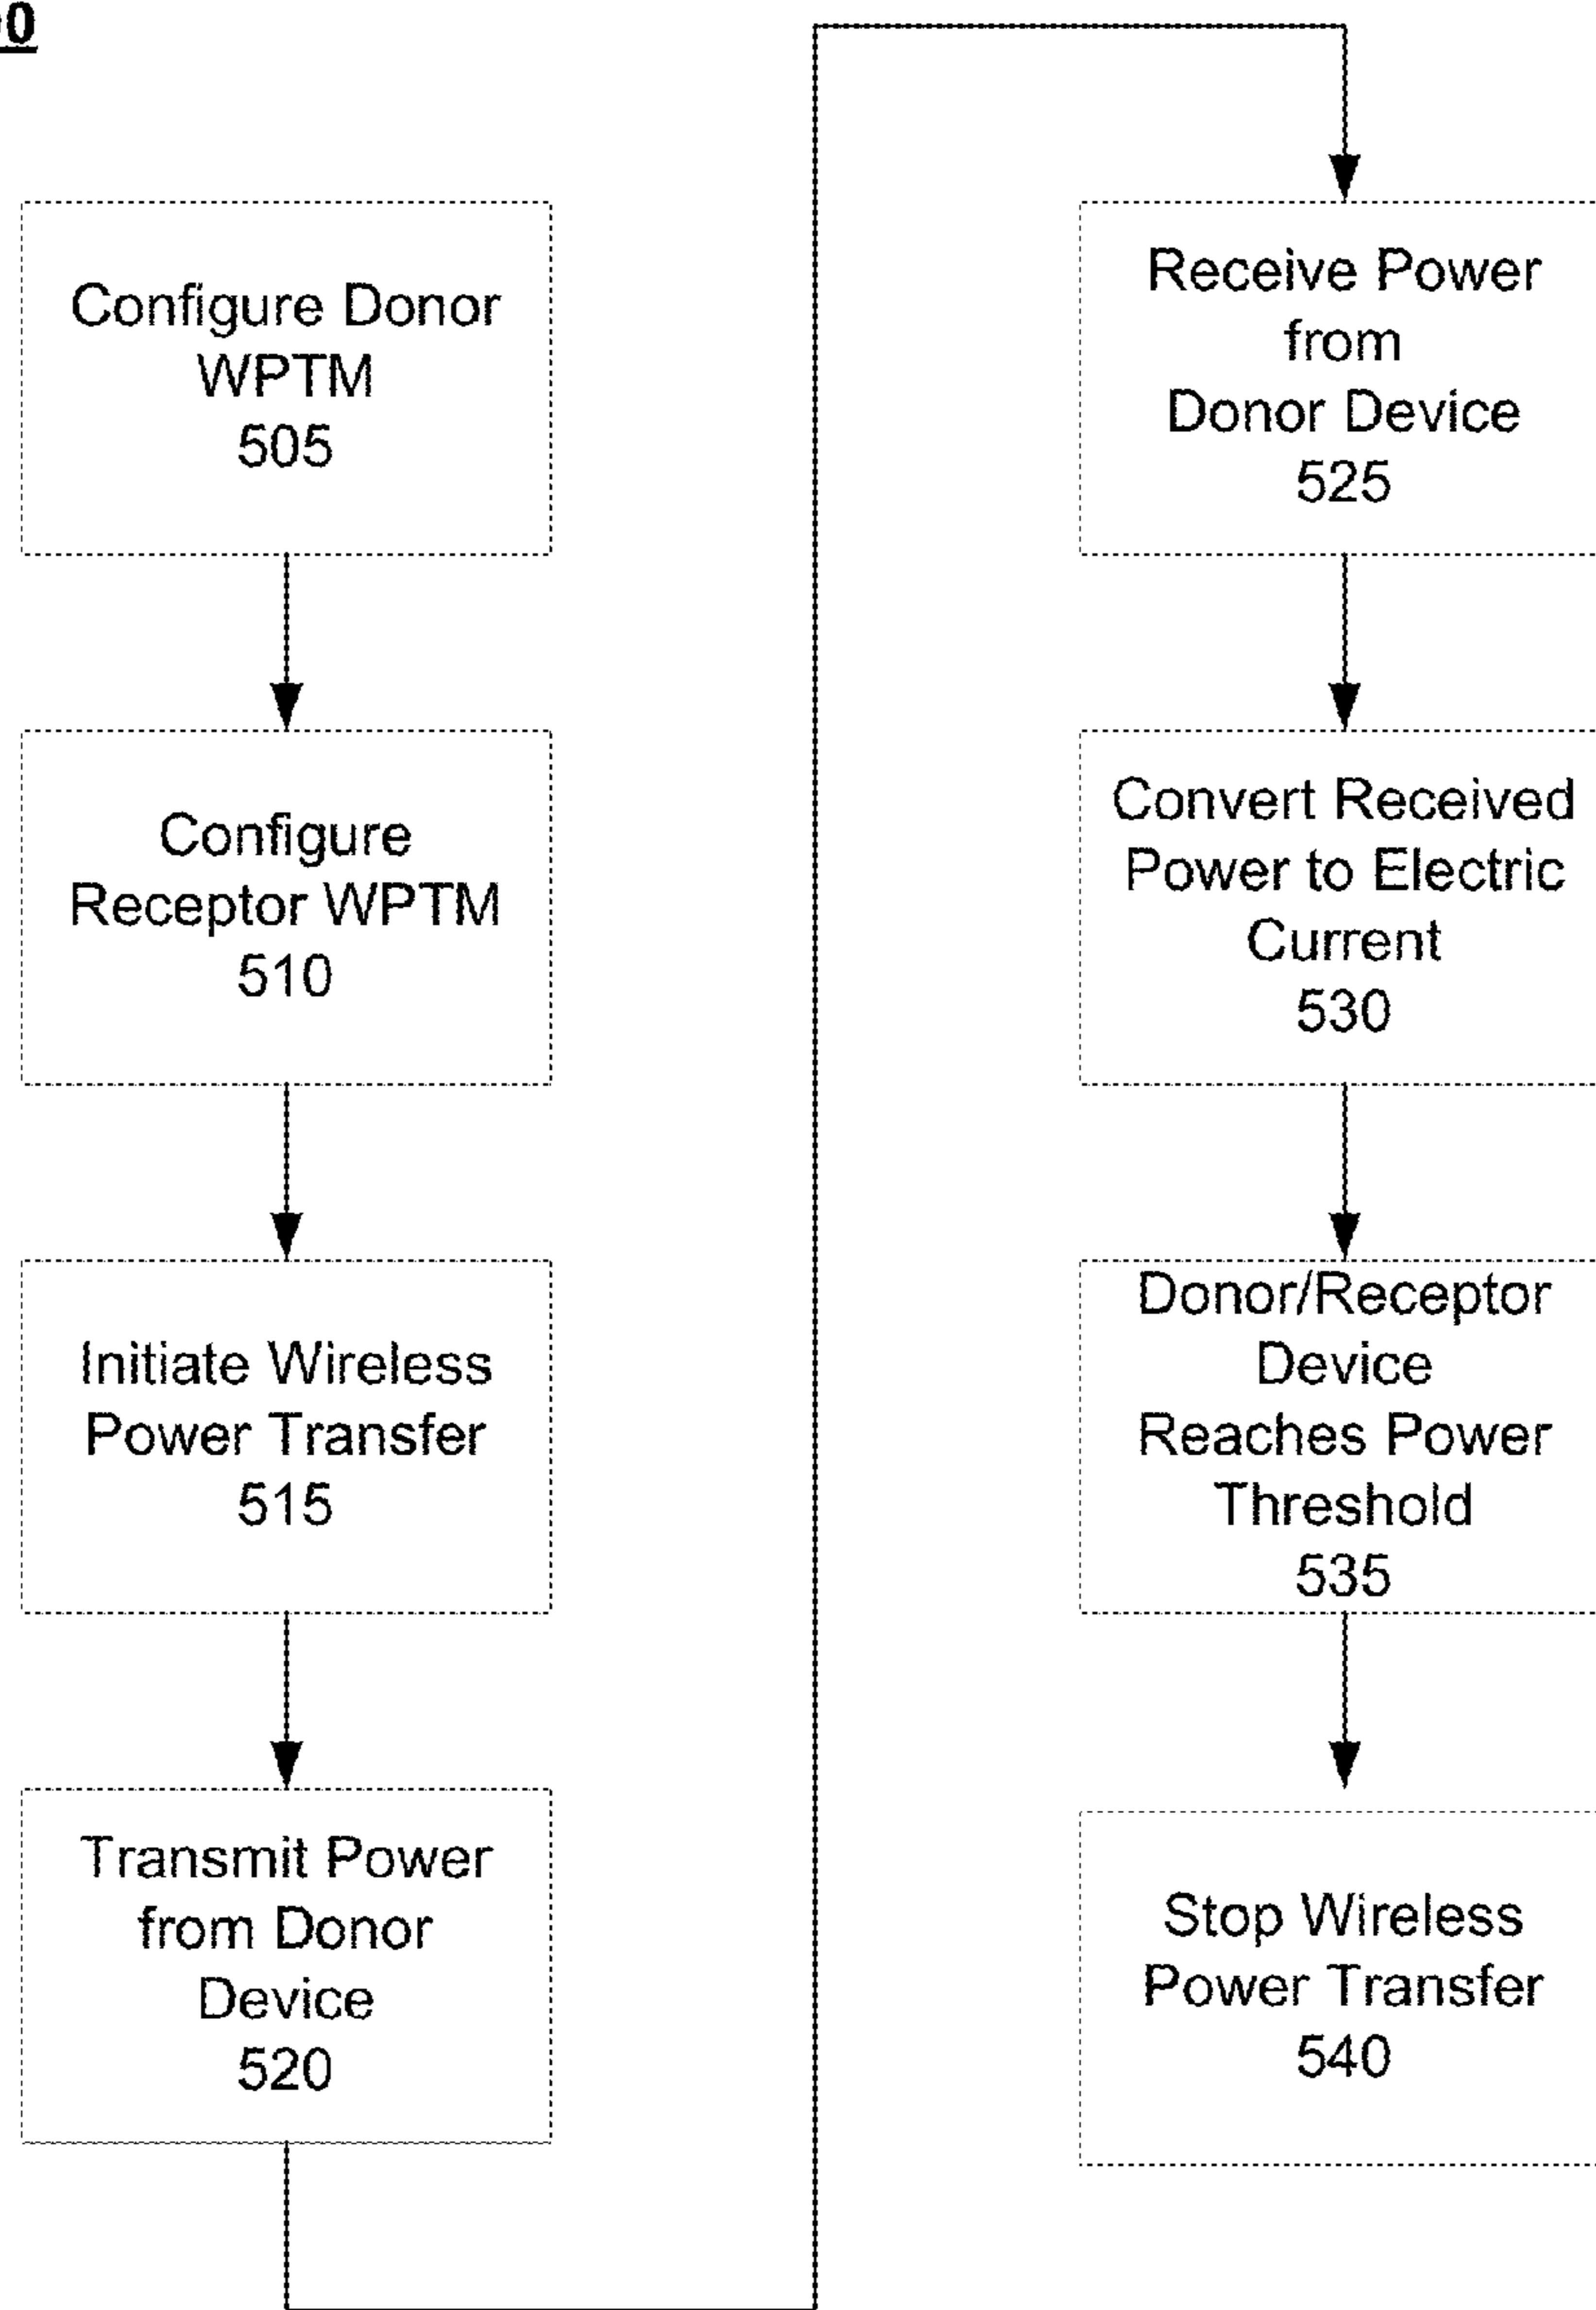 Configure Donor
WPTM
505
Configure
Receptor WPTM
510
Initiate Wireless
Power Transfer
515
Transmit Power
from Donor
Device
520
Receive Power
from
Donor Device
525
Convert Received
Power to Electric
Current
530
Donor/Receptor
Device
Reaches Power
Threshold
535
Stop Wireless
Power Transfer
540